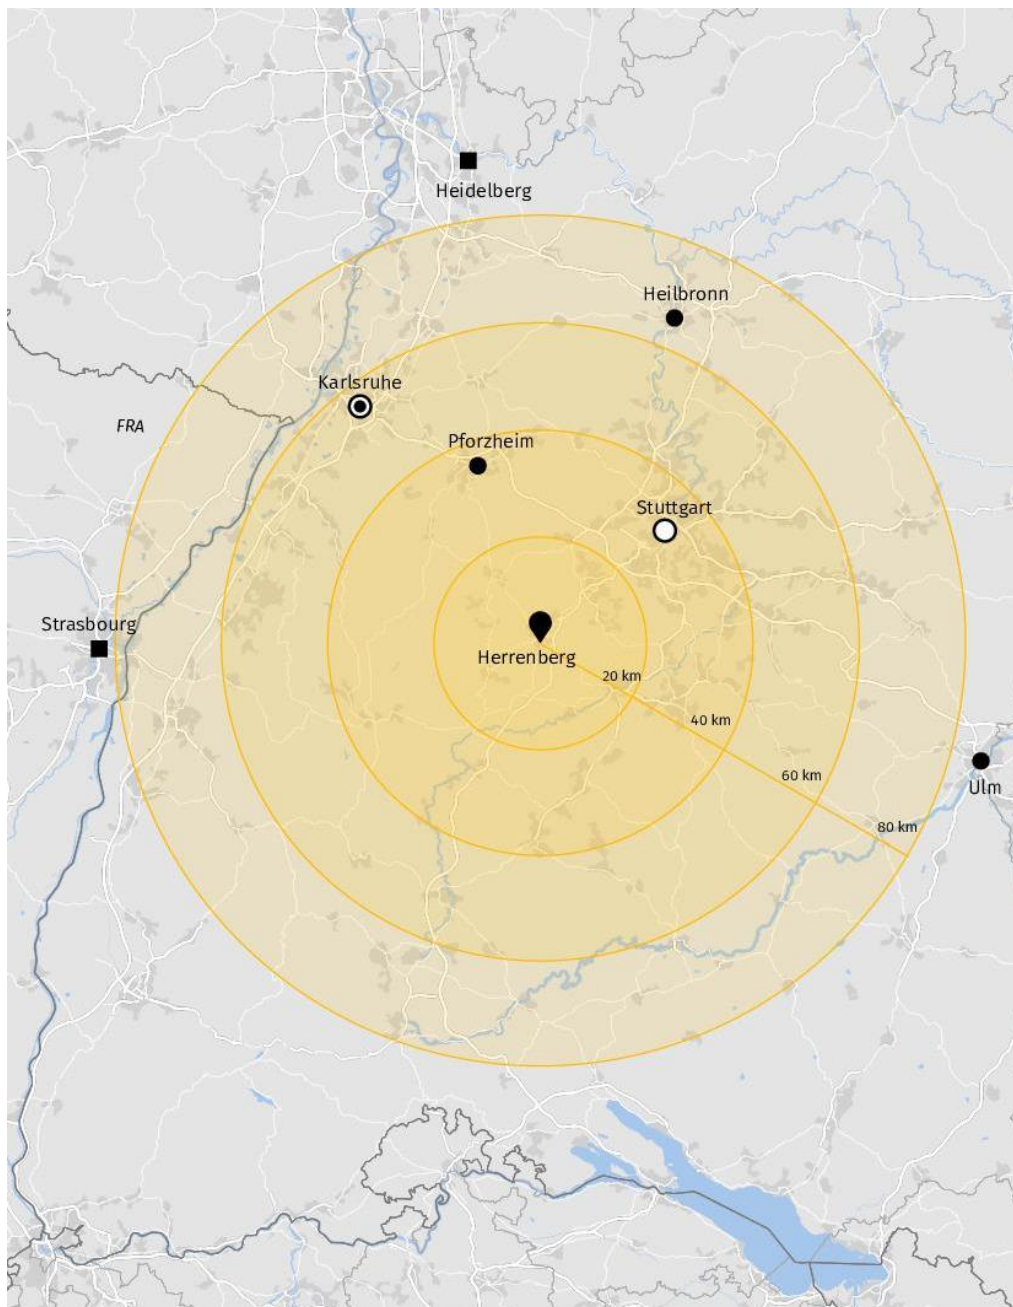 Heidelberg
Heilbronn
Karlsruhe
FRA
Pforzheim
Stuttgart
Strasbourg
Herrenberg
20 km
40 km
60 km
Ulm
80 km